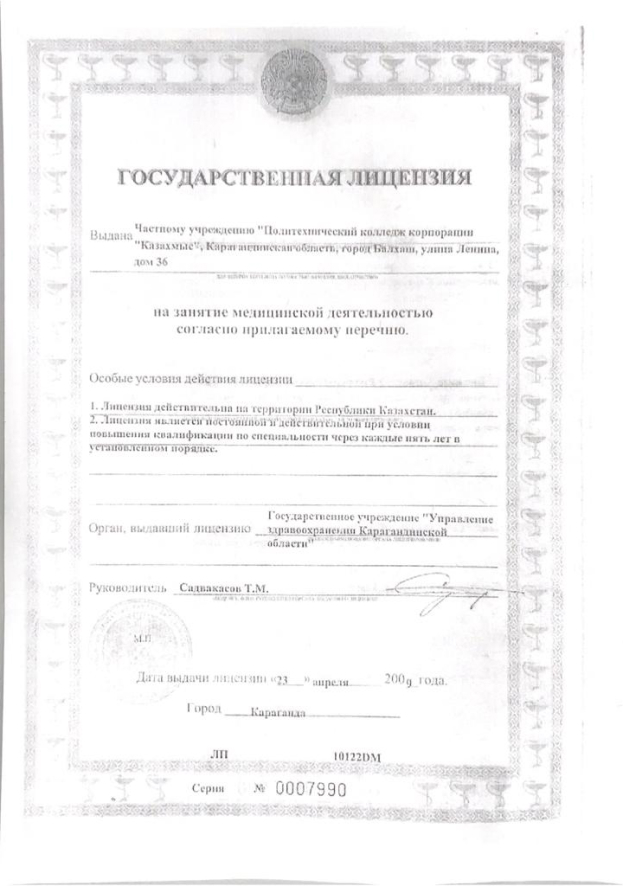 ГОСУДАРСТВЕННАЯ ЛИЦЕНЗИЯ
Выдана Частному учреждению "Политехнический колледж корпорации
"Казахмыс", Карагандинская область, город Балхаш, улица Ленина,
дом 36
на занятие медицинской деятельностью
согласно прилагаемому перечню.
Особые условия действия лицензии
1. Лицензия действительна на территории Республики Казахстан.
2. Лицензия является постоянной и действительной при условии
повышения квалификации по специальности через каждые пять лет в
установленном порядке.
Орган, выдавший лицензию Государственное учреждение "Управление
здравоохранения Карагандинской
области"
Руководитель Садвакасов Т.М.
М.П.
Дата выдачи лицензии «23 » апреля 2009 года.
Город Караганда
ЛП 10122DM
Серия № 0007990